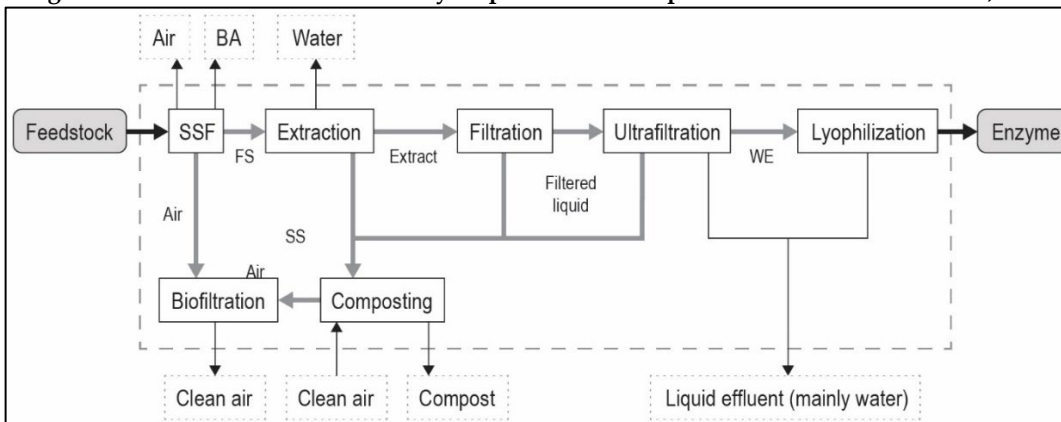 Air
BA
Water
Feedstock
SSF
Extraction
Filtration
Ultrafiltration
Lyophilization
Enzyme
FS
Extract
WE
Filtered
liquid
Air
SS
Air
Biofiltration
Composting
Clean air
Clean air
Compost
Liquid effluent (mainly water)